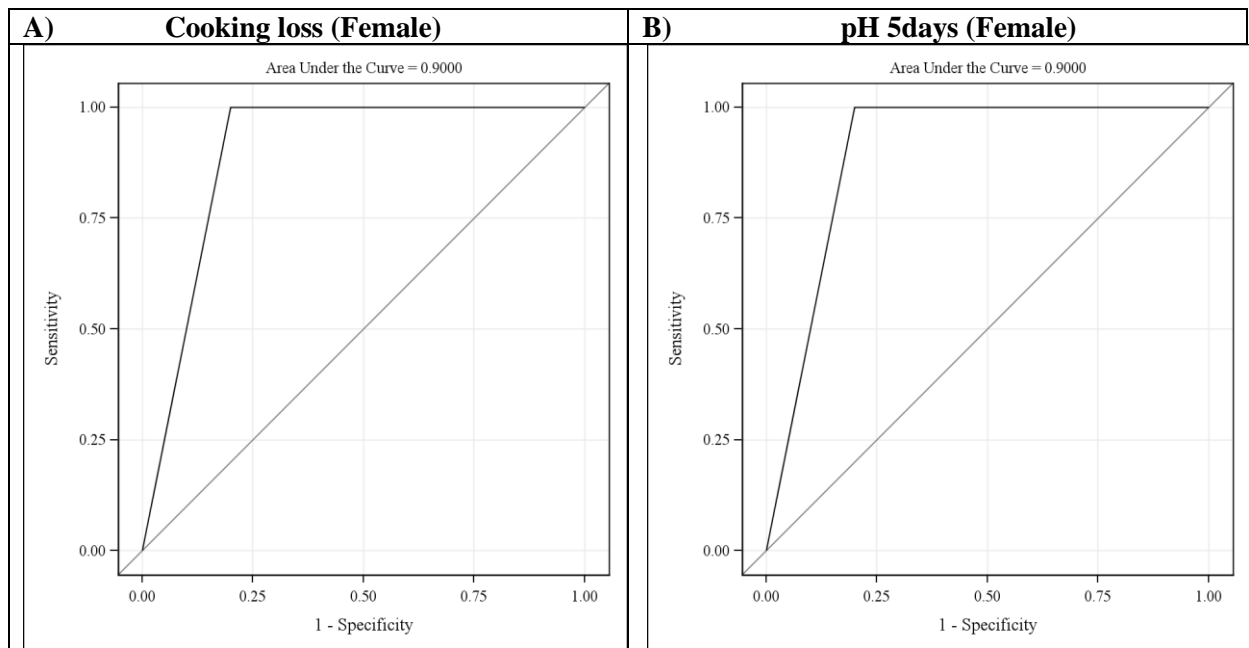 A) Cooking loss (Female)
Area Under the Curve = 0.9000
1.00
0.75
0.50
0.25
0.00
Sensitivity
0.00 0.25 0.50 0.75 1.00
1 - Specificity
B) pH 5days (Female)
Area Under the Curve = 0.9000
1.00
0.75
0.50
0.25
0.00
Sensitivity
0.00 0.25 0.50 0.75 1.00
1 - Specificity